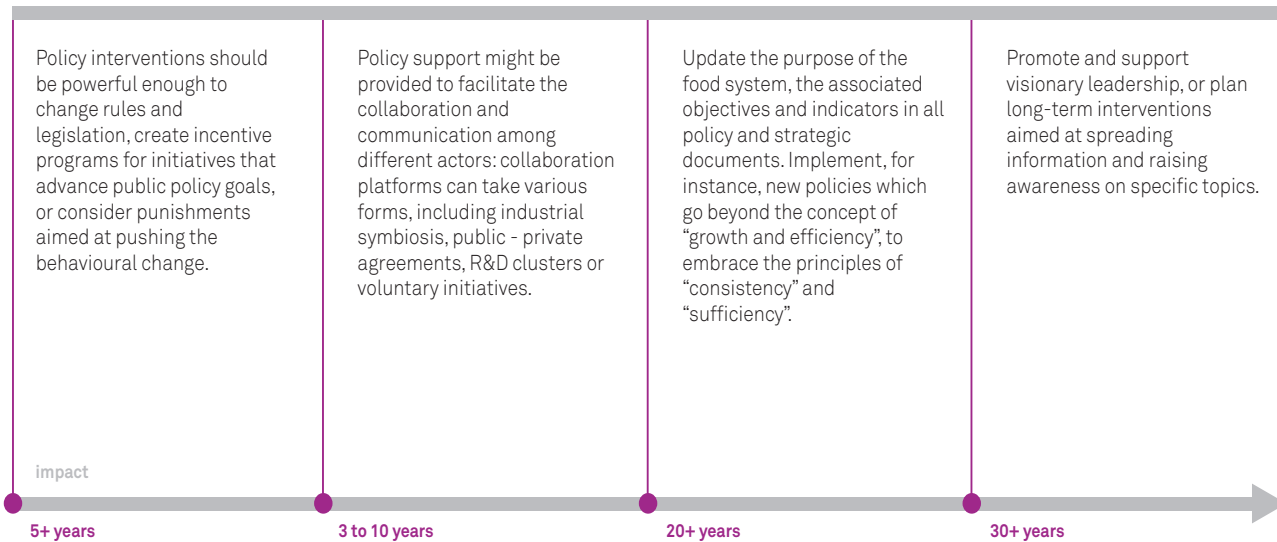 Policy interventions should
be powerful enough to
change rules and
legislation, create incentive
programs for initiatives that
advance public policy goals,
or consider punishments
aimed at pushing the
behavioural change.
Policy support might be
provided to facilitate the
collaboration and
communication among
different actors: collaboration
platforms can take various
forms, including industrial
symbiosis, public - private
agreements, R&D clusters or
voluntary initiatives.
Update the purpose of the
food system, the associated
objectives and indicators in all
policy and strategic
documents. Implement, for
instance, new policies which
go beyond the concept of
“growth and efficiency”, to
embrace the principles of
“consistency” and
“sufficiency”.
Promote and support
visionary leadership, or plan
long-term interventions
aimed at spreading
information and raising
awareness on specific topics.
impact
5+ years
3 to 10 years
20+ years
30+ years